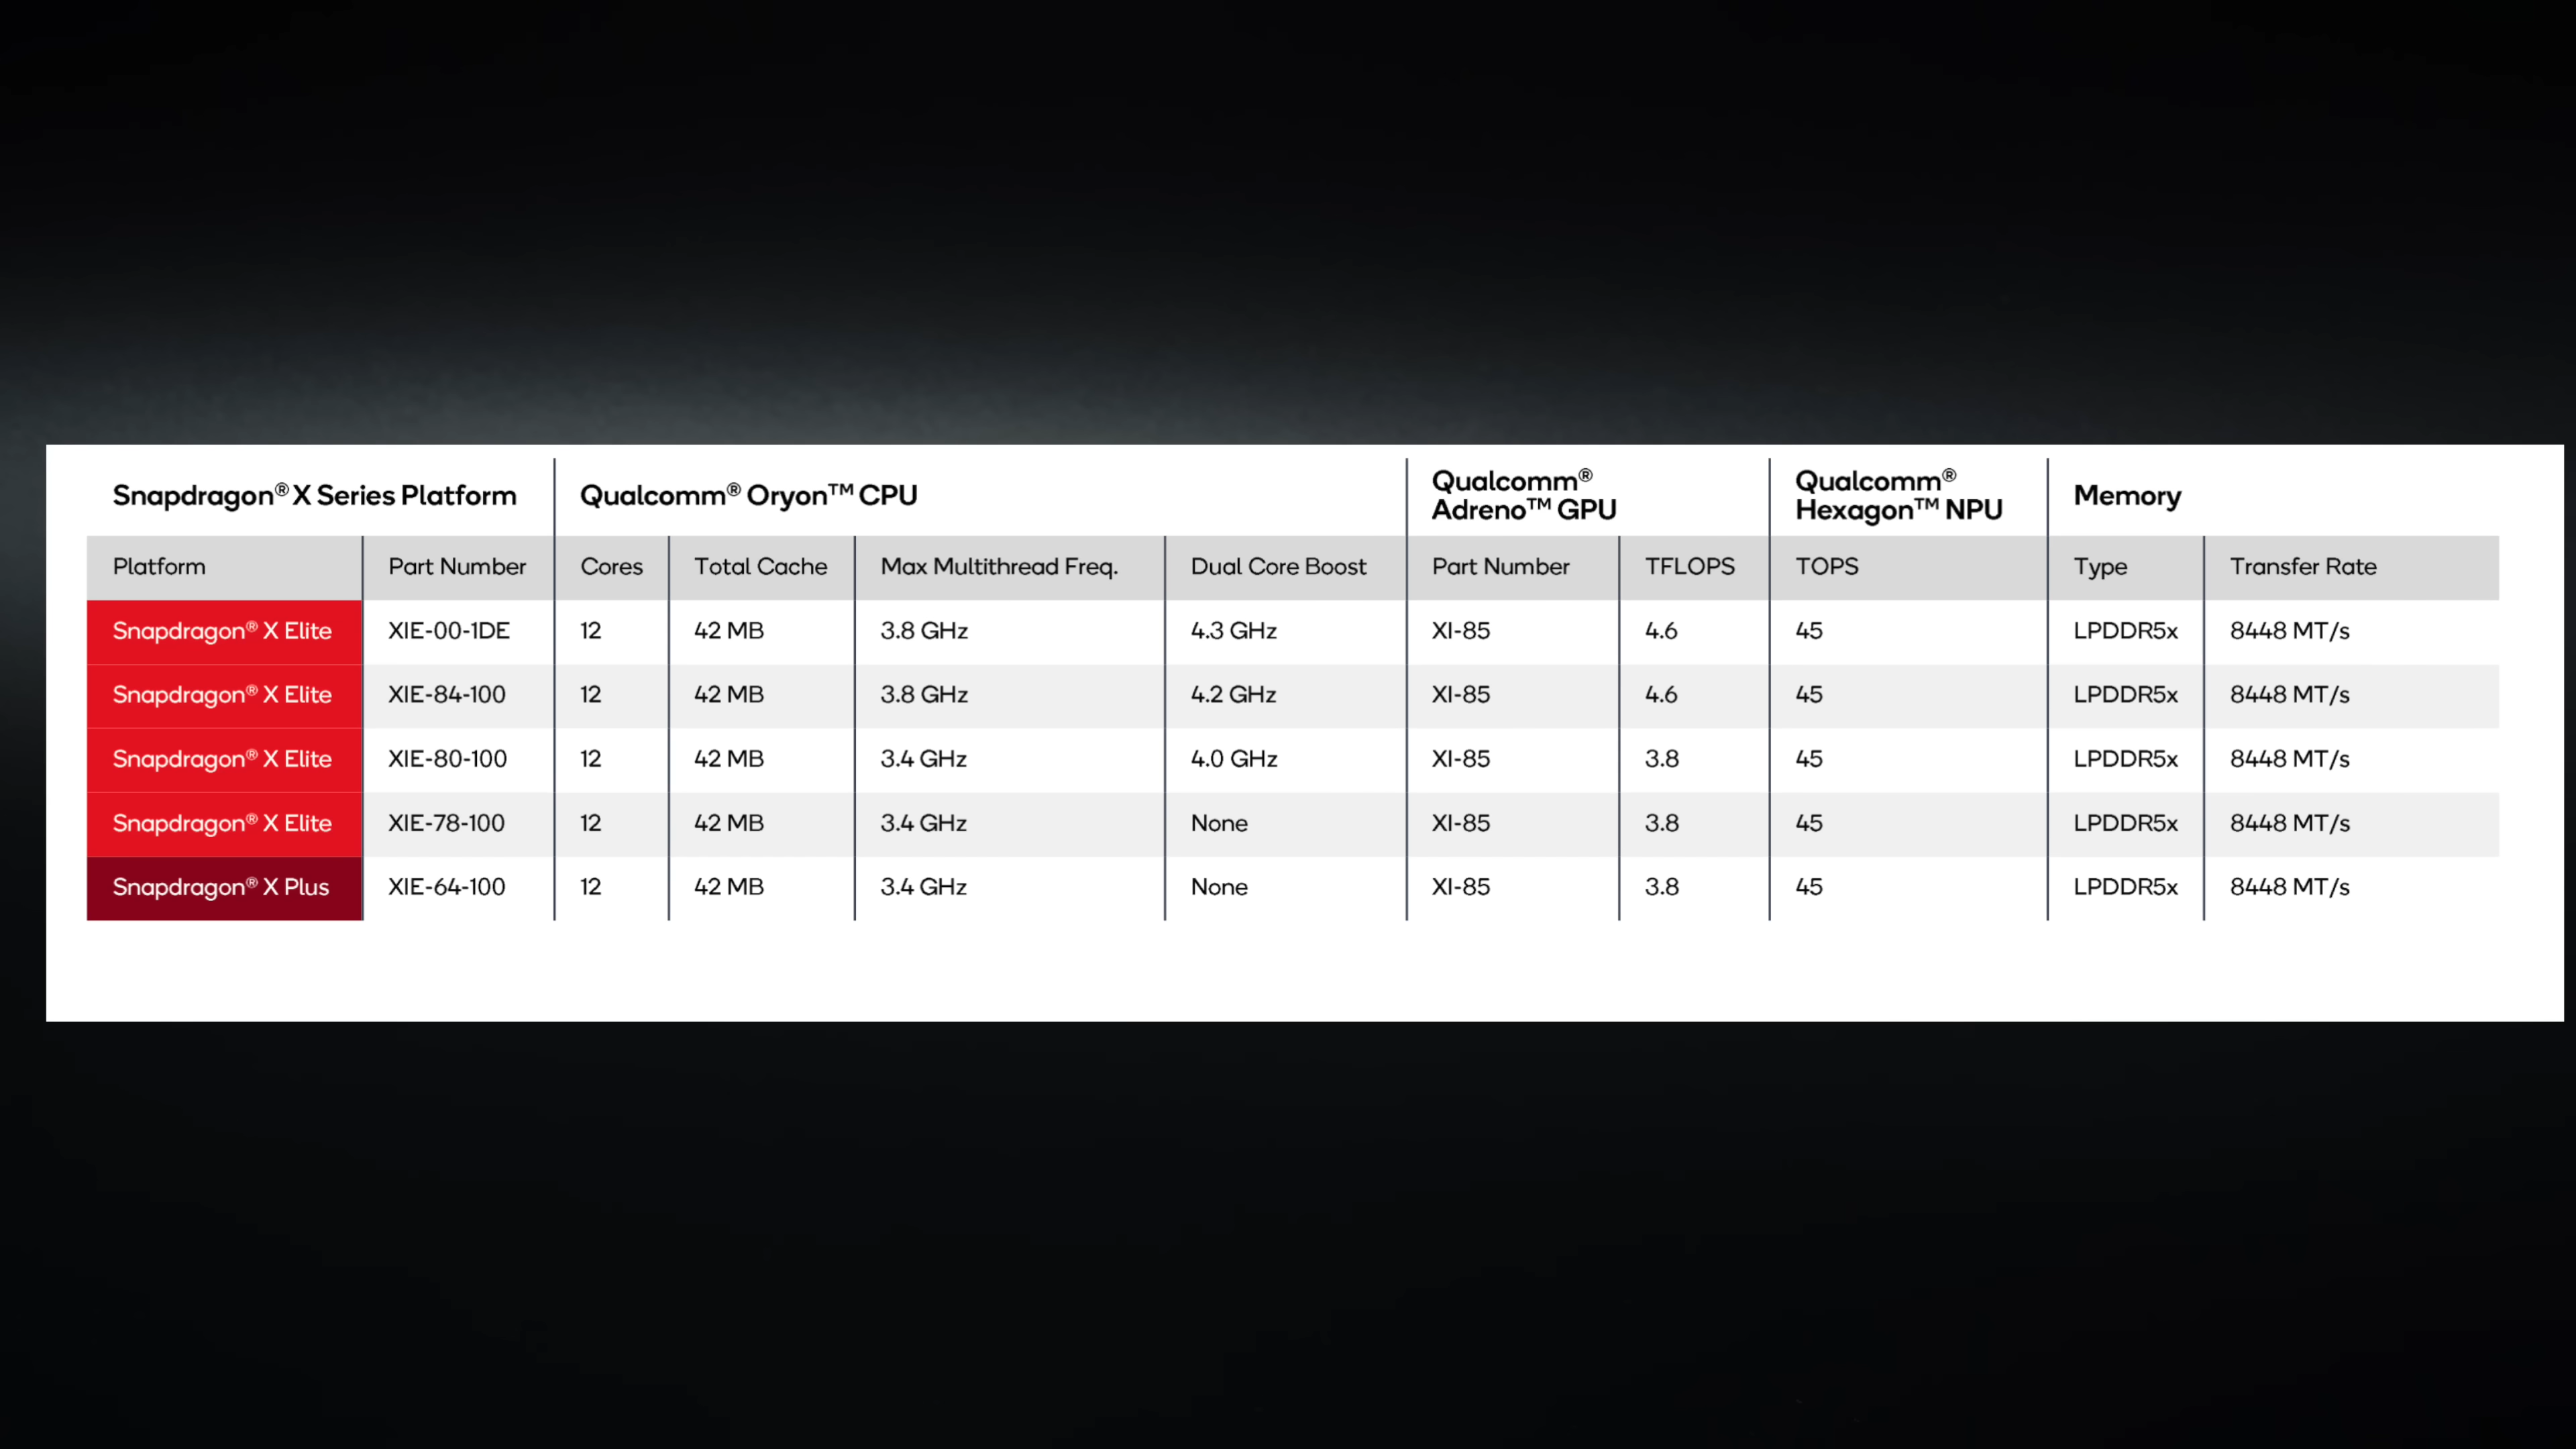 Snapdragon® X Series Platform Qualcomm® Oryon™ CPU Qualcomm® Adreno™ GPU Qualcomm® Hexagon™ NPU Memory
Platform Part Number Cores Total Cache Max Multithread Freq. Dual Core Boost Part Number TFLOPS TOPS Type Transfer Rate
Snapdragon® X Elite XIE-00-1DE 12 42 MB 3.8 GHz 4.3 GHz XI-85 4.6 45 LPDDR5x 8448 MT/s
Snapdragon® X Elite XIE-84-100 12 42 MB 3.8 GHz 4.2 GHz XI-85 4.6 45 LPDDR5x 8448 MT/s
Snapdragon® X Elite XIE-80-100 12 42 MB 3.4 GHz 4.0 GHz XI-85 3.8 45 LPDDR5x 8448 MT/s
Snapdragon® X Elite XIE-78-100 12 42 MB 3.4 GHz None XI-85 3.8 45 LPDDR5x 8448 MT/s
Snapdragon® X Plus XIE-64-100 12 42 MB 3.4 GHz None XI-85 3.8 45 LPDDR5x 8448 MT/s